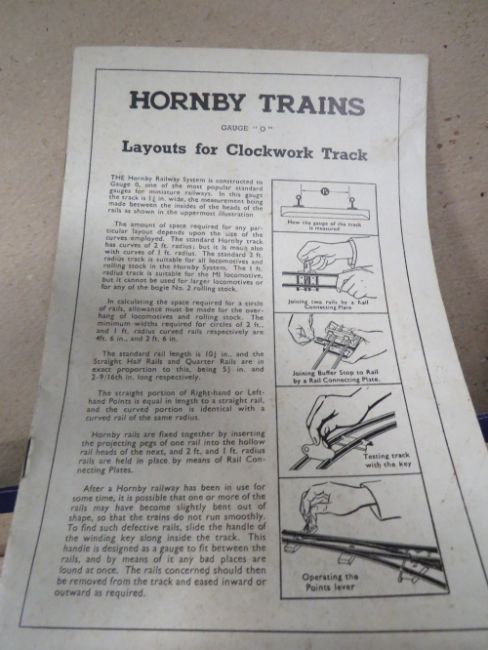 HORNBY TRAINS
GAUGE "O"
Layouts for Clockwork Track
THE Hornby Railway System is constructed to
Gauge 0, one of the most popular standard
gauges for miniature railways. In this gauge
the track is 1¼ in. wide, the measurement being
made between the insides of the heads of the
rails as shown in the uppermost illustration.
The amount of space required for any par-
ticular layout depends upon the size of the
curves employed. The standard Hornby track
has curves of 2 ft. radius; but it is made also
with curves of 1 ft. radius. The standard 2 ft.
radius track is suitable for all locomotives and
rolling stock in the Hornby System. The 1 ft.
radius track is suitable for the MI locomotive,
but it cannot be used for larger locomotives or
for any of the bogie No. 2 rolling stock.
In calculating the space required for a circle
of rails, allowance must be made for the over-
hang of locomotives and rolling stock. The
minimum widths required for circles of 2 ft.,
and 1 ft. radius curved rails respectively are
4ft. 6 in., and 2 ft. 6 in.
The standard rail length is 10¼ in., and the
Straight Half Rails and Quarter Rails are in
exact proportion to this, being 5⅛ in. and
2-9/16th in. long respectively.
The straight portion of Right-hand or Left-
hand Points is equal in length to a straight rail,
and the curved portion is identical with a
curved rail of the same radius.
Hornby rails are fixed together by inserting
the projecting pegs of one rail into the hollow
rail heads of the next, and 2 ft. and 1 ft. radius
rails are held in place by means of Rail Con-
necting Plates.
After a Hornby railway has been in use for
some time, it is possible that one or more of the
rails may have become slightly bent out of
shape, so that the trains do not run smoothly.
To find such defective rails, slide the handle of
the winding key along inside the track. This
handle is designed as a gauge to fit between the
rails, and by means of it any bad places are
found at once. The rails concerned should then
be removed from the track and eased inward or
outward as required.
How the gauge of the track
is measured
Joining two rails by a Rail
Connecting Plate
Joining Buffer Stop to Rail
by a Rail Connecting Plate.
Testing track
with the key
Operating the
Points lever